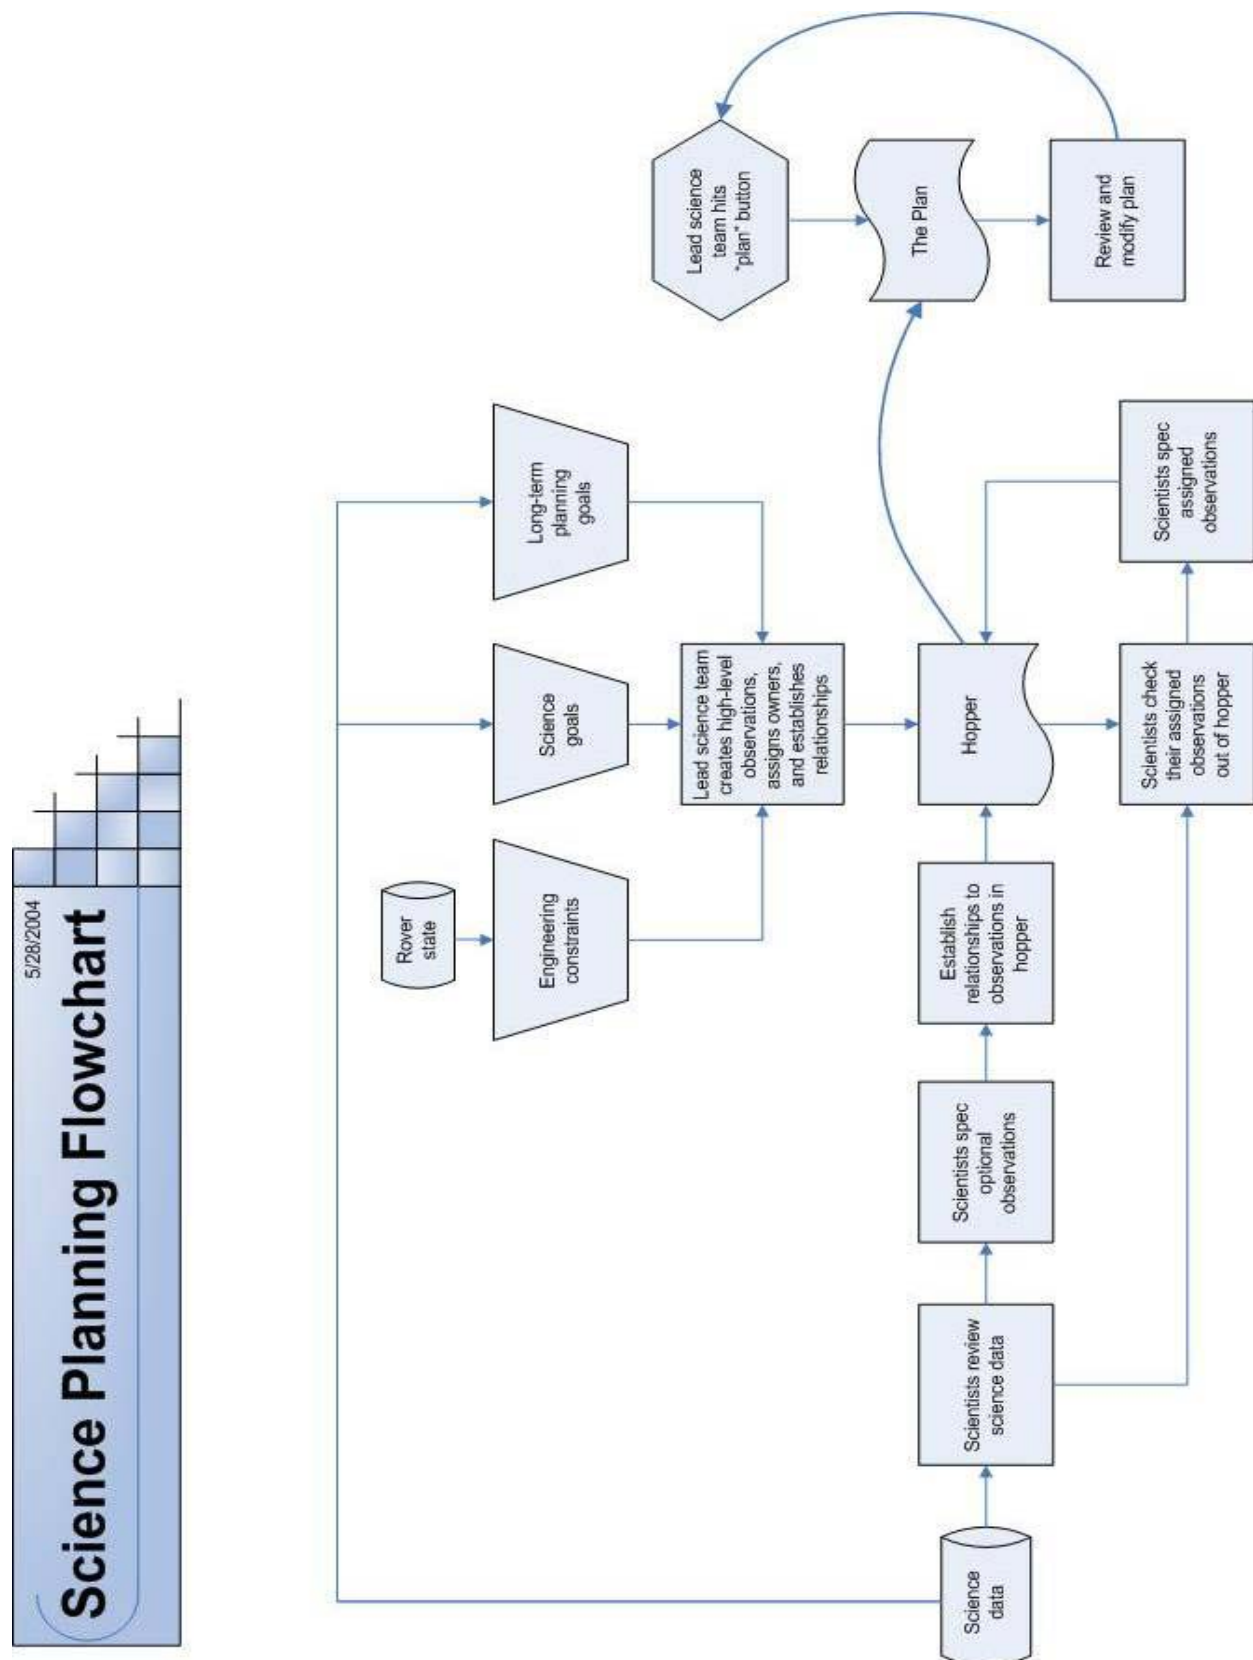 5/28/2004
Science Planning Flowchart
Rover
state
Engineering
constraints
Science
goals
Long-term
planning
goals
Lead science
team hits
"plan" button
Lead science team
creates high-level
observations,
assigns owners,
and establishes
relationships
The Plan
Review and
modify plan
Science
data
Scientists review
science data
Scientists spec
optional
observations
Establish
relationships to
observations in
hopper
Hopper
Scientists check
their assigned
observations
out of hopper
Scientists spec
assigned
observations